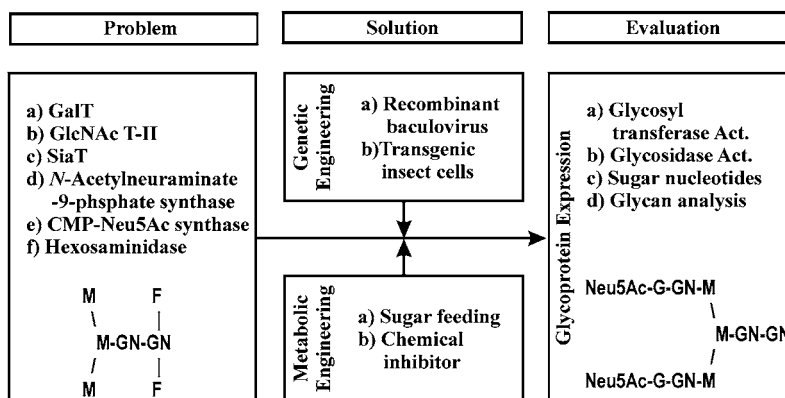 Problem
Solution
Evaluation
a) GalT
b) GlcNAc T-II
c) SiaT
d) N-Acetylneuraminate
-9-phsphate synthase
e) CMP-Neu5Ac synthase
f) Hexosaminidase
M F
M-GN-GN
M F
Genetic
Engineering
a) Recombinant
baculovirus
b)Transgenic
insect cells
Metabolic
Engineering
a) Sugar feeding
b) Chemical
inhibitor
Glycoprotein Expression
a) Glycosyl
transferase Act.
b) Glycosidase Act.
c) Sugar nucleotides
d) Glycan analysis
Neu5Ac-G-GN-M
M-GN-GN
Neu5Ac-G-GN-M